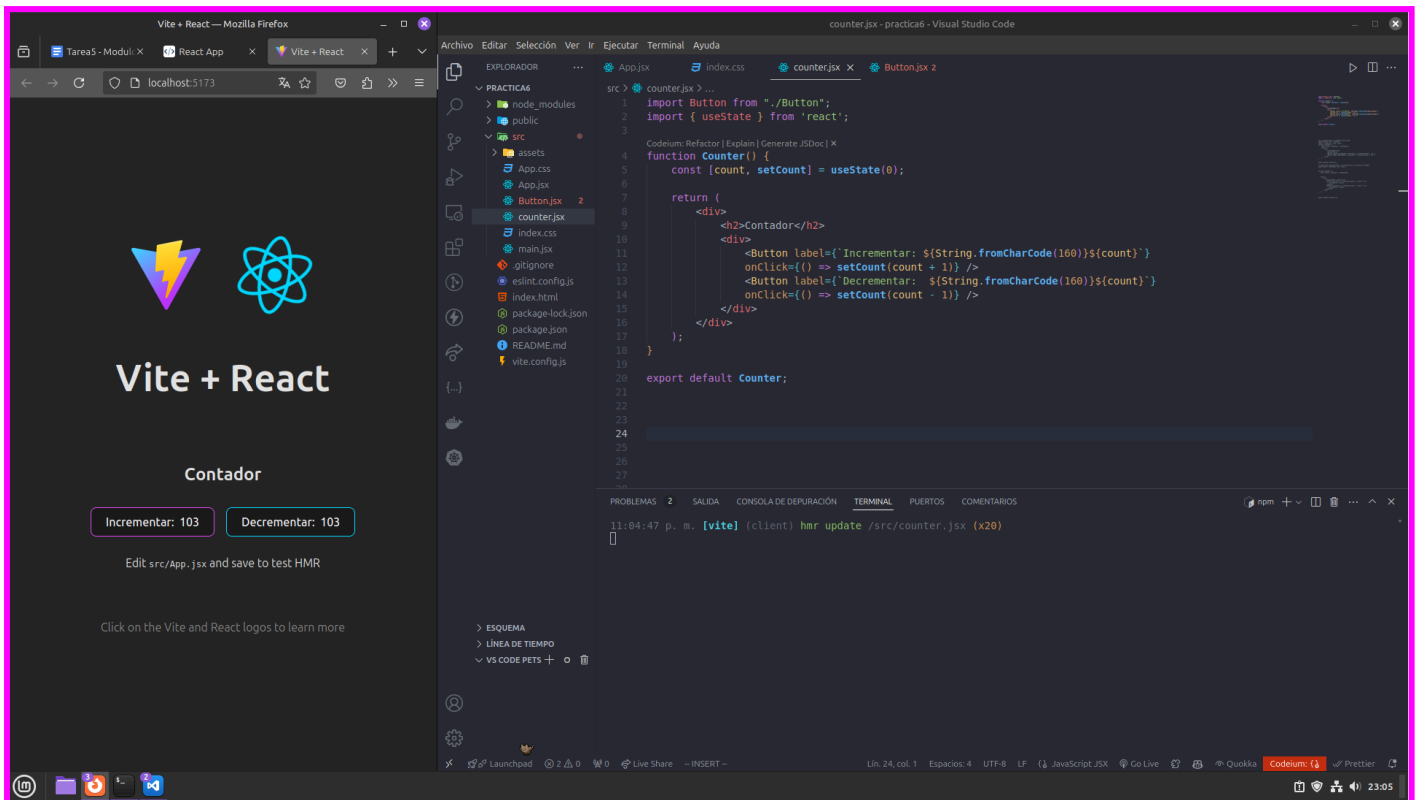 Vite + React — Mozilla Firefox
Tarea5 - Modulo
React App
Vite + React
localhost:5173
Vite + React
Contador
Incrementar: 103
Decrementar: 103
Edit src/App.jsx and save to test HMR
Click on the Vite and React logos to learn more
counter.jsx - practica6 - Visual Studio Code
Archivo Editar Selección Ver Ir Ejecutar Terminal Ayuda
EXPLORADOR
PRACTICA6
node_modules
public
src
assets
App.css
App.jsx
Button.jsx 2
counter.jsx
index.css
main.jsx
.gitignore
eslint.config.js
index.html
package-lock.json
package.json
README.md
vite.config.js
ESQUEMA
LÍNEA DE TIEMPO
VS CODE PETS
App.jsx
index.css
counter.jsx
Button.jsx 2
src > counter.jsx > ...
1 import Button from "./Button";
2 import { useState } from 'react';
3
Codeium: Refactor | Explain | Generate JSDoc | ×
4 function Counter() {
5 const [count, setCount] = useState(0);
6
7 return (
8 <div>
9 <h2>Contador</h2>
10 <div>
11 <Button label={`Incrementar: ${String.fromCharCode(160)}${count}`}
12 onClick={() => setCount(count + 1)} />
13 <Button label={`Decrementar:  ${String.fromCharCode(160)}${count}`}
14 onClick={() => setCount(count - 1)} />
15 </div>
16 </div>
17 );
18 }
19
20 export default Counter;
21
22
23
24
25
26
27
PROBLEMAS 2 SALIDA CONSOLA DE DEPURACIÓN TERMINAL PUERTOS COMENTARIOS
npm
11:04:47 p. m. [vite] (client) hmr update /src/counter.jsx (x20)
Launchpad 2 0 0 Live Share -- INSERT --
Lín. 24, col. 1 Espacios: 4 UTF-8 LF JavaScript JSX Go Live Quokka Codeium: {} Prettier
3
2
23:05